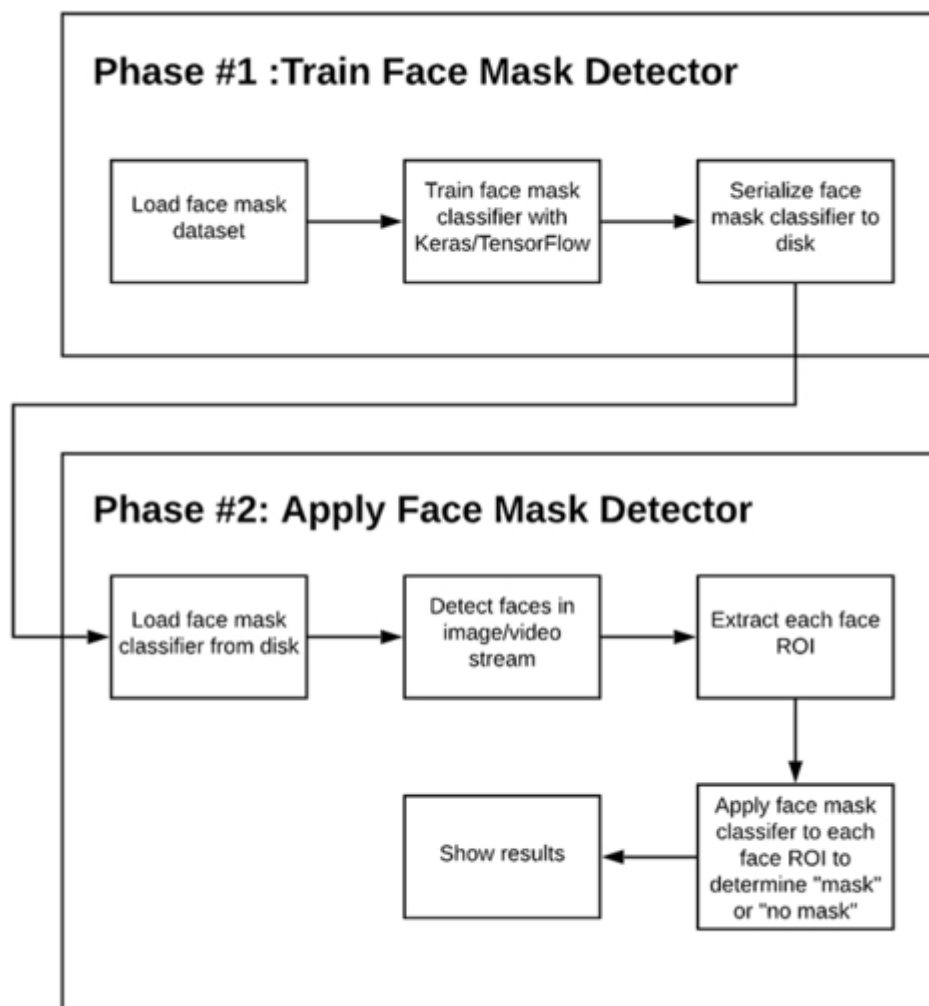 Phase #1 :Train Face Mask Detector
Load face mask
dataset
Train face mask
classifier with
Keras/TensorFlow
Serialize face
mask classifier to
disk
Phase #2: Apply Face Mask Detector
Load face mask
classifier from disk
Detect faces in
image/video
stream
Extract each face
ROI
Apply face mask
classifer to each
face ROI to
determine "mask"
or "no mask"
Show results